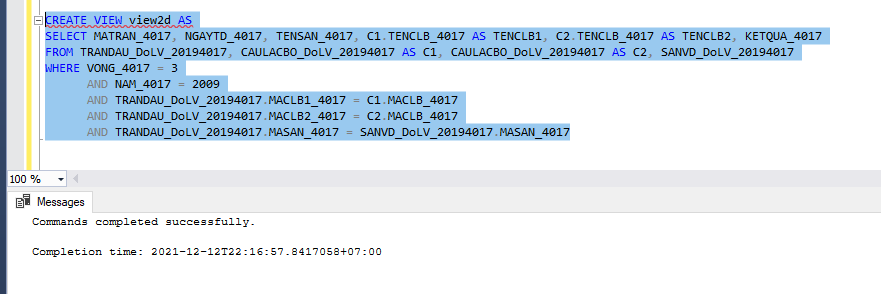 CREATE VIEW view2d AS
SELECT MATRAN_4017, NGAYTD_4017, TENSAN_4017, C1.TENCLB_4017 AS TENCLB1, C2.TENCLB_4017 AS TENCLB2, KETQUA_4017
FROM TRANDAU_DoLV_20194017, CAULACBO_DoLV_20194017 AS C1, CAULACBO_DoLV_20194017 AS C2, SANVD_DoLV_20194017
WHERE VONG_4017 = 3
AND NAM_4017 = 2009
AND TRANDAU_DoLV_20194017.MACLB1_4017 = C1.MACLB_4017
AND TRANDAU_DoLV_20194017.MACLB2_4017 = C2.MACLB_4017
AND TRANDAU_DoLV_20194017.MASAN_4017 = SANVD_DoLV_20194017.MASAN_4017
100 %
Messages
Commands completed successfully.
Completion time: 2021-12-12T22:16:57.8417058+07:00